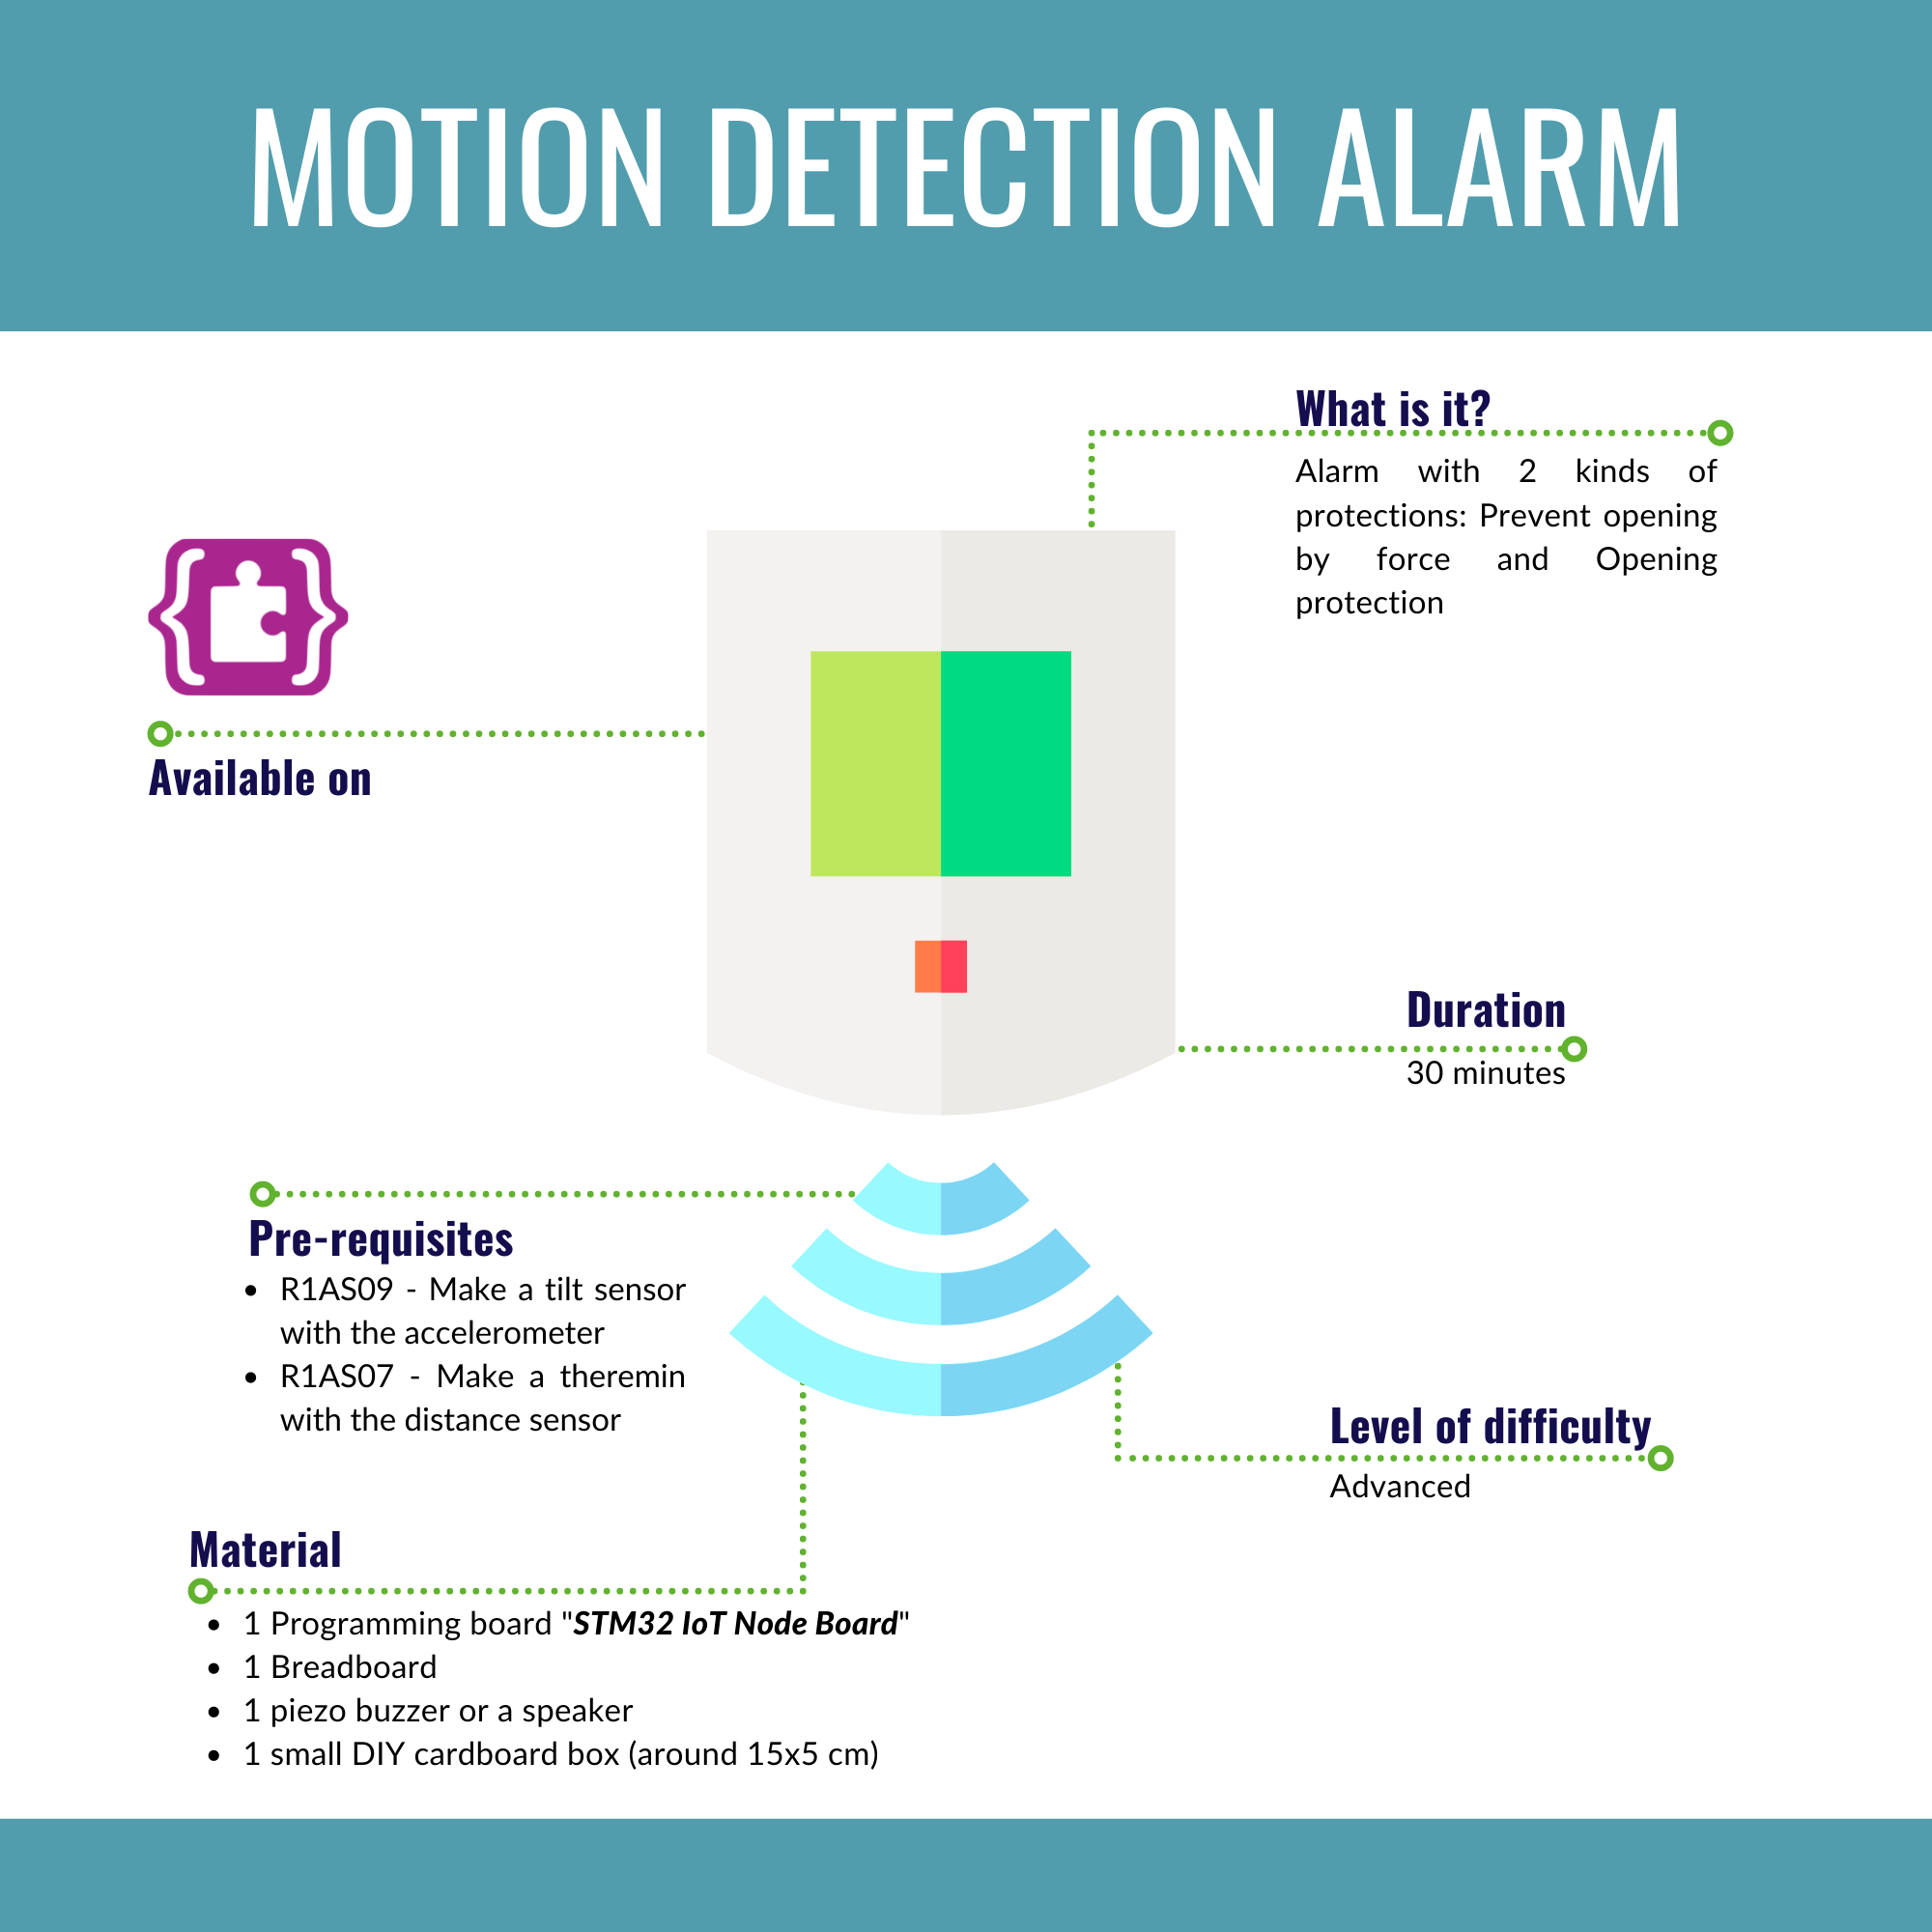 MOTION DETECTION ALARM
What is it?
Alarm with 2 kinds of
protections: Prevent opening
by force and Opening
protection
Available on
Duration
30 minutes
Pre-requisites
• R1AS09 - Make a tilt sensor
with the accelerometer
• R1AS07 - Make a theremin
with the distance sensor
Level of difficulty
Advanced
Material
• 1 Programming board "STM32 IoT Node Board"
• 1 Breadboard
• 1 piezo buzzer or a speaker
• 1 small DIY cardboard box (around 15x5 cm)